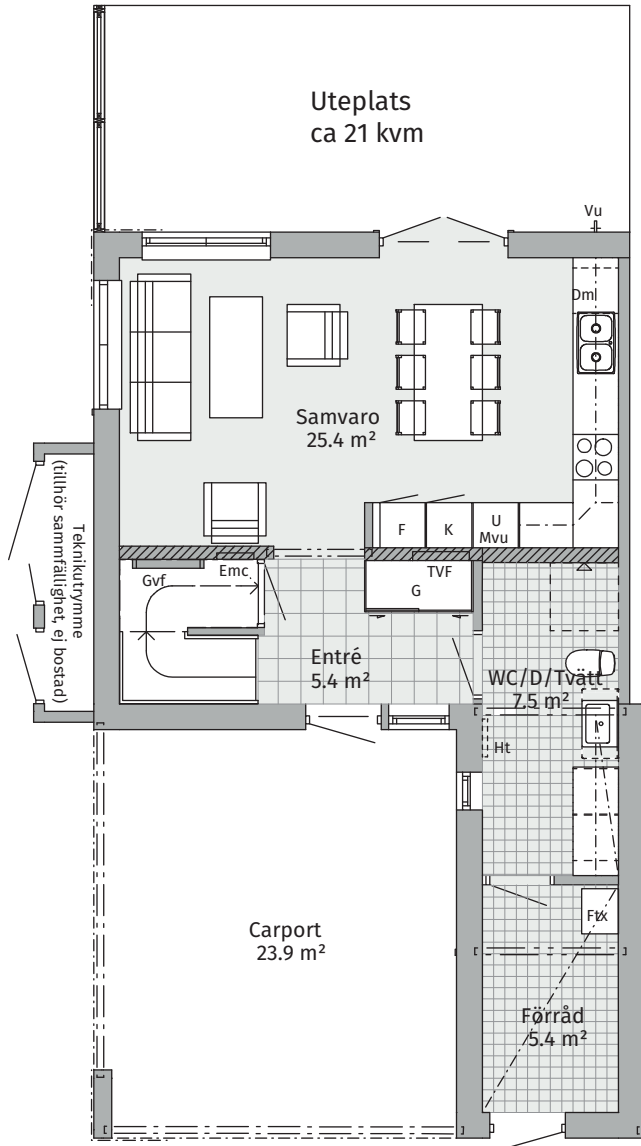 Uteplats
ca 21 kvm
Vu
Dm
Samvaro
25.4 m²
F
K
U
Mvu
Teknikutrymme
(tillhör sammfällighet, ej bostad)
Gvf
Emc
TVF
G
Entré
5.4 m²
WC/D/Tvätt
7.5 m²
Ht
Ftx
Carport
23.9 m²
Förråd
5.4 m²